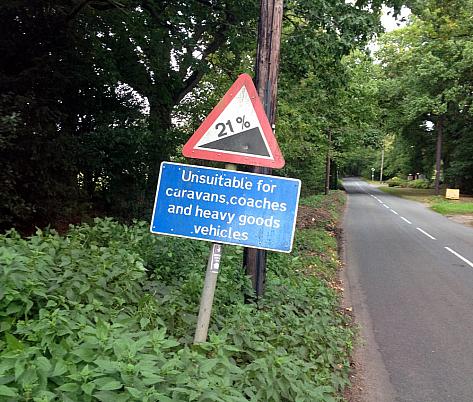 21%
Unsuitable for
caravans, coaches
and heavy goods
vehicles